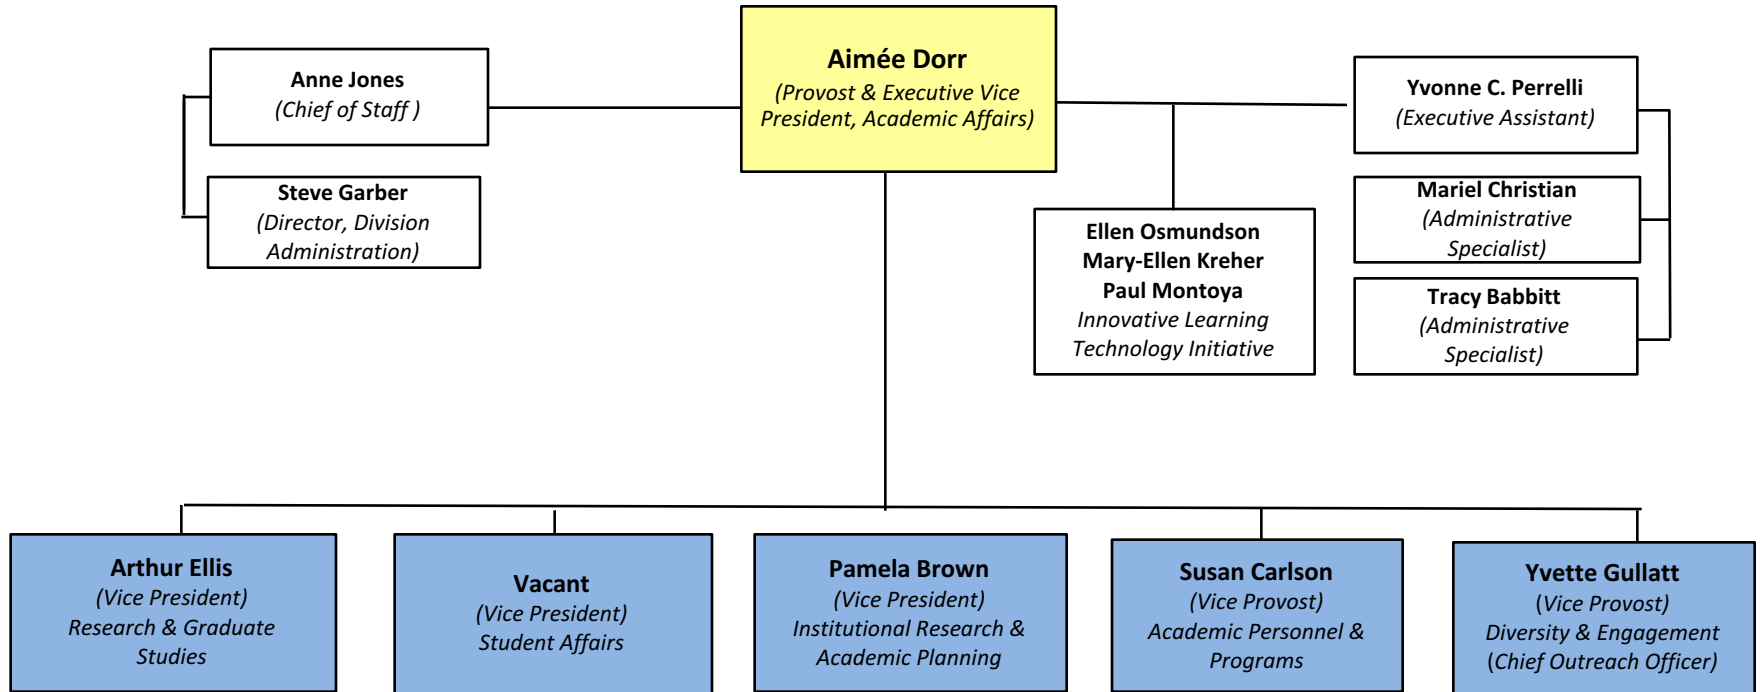 Aimée Dorr
(Provost & Executive Vice
President, Academic Affairs)
Anne Jones
(Chief of Staff )
Steve Garber
(Director, Division
Administration)
Yvonne C. Perrelli
(Executive Assistant)
Mariel Christian
(Administrative
Specialist)
Tracy Babbitt
(Administrative
Specialist)
Ellen Osmundson
Mary-Ellen Kreher
Paul Montoya
Innovative Learning
Technology Initiative
Arthur Ellis
(Vice President)
Research & Graduate
Studies
Vacant
(Vice President)
Student Affairs
Pamela Brown
(Vice President)
Institutional Research &
Academic Planning
Susan Carlson
(Vice Provost)
Academic Personnel &
Programs
Yvette Gullatt
(Vice Provost)
Diversity & Engagement
(Chief Outreach Officer)